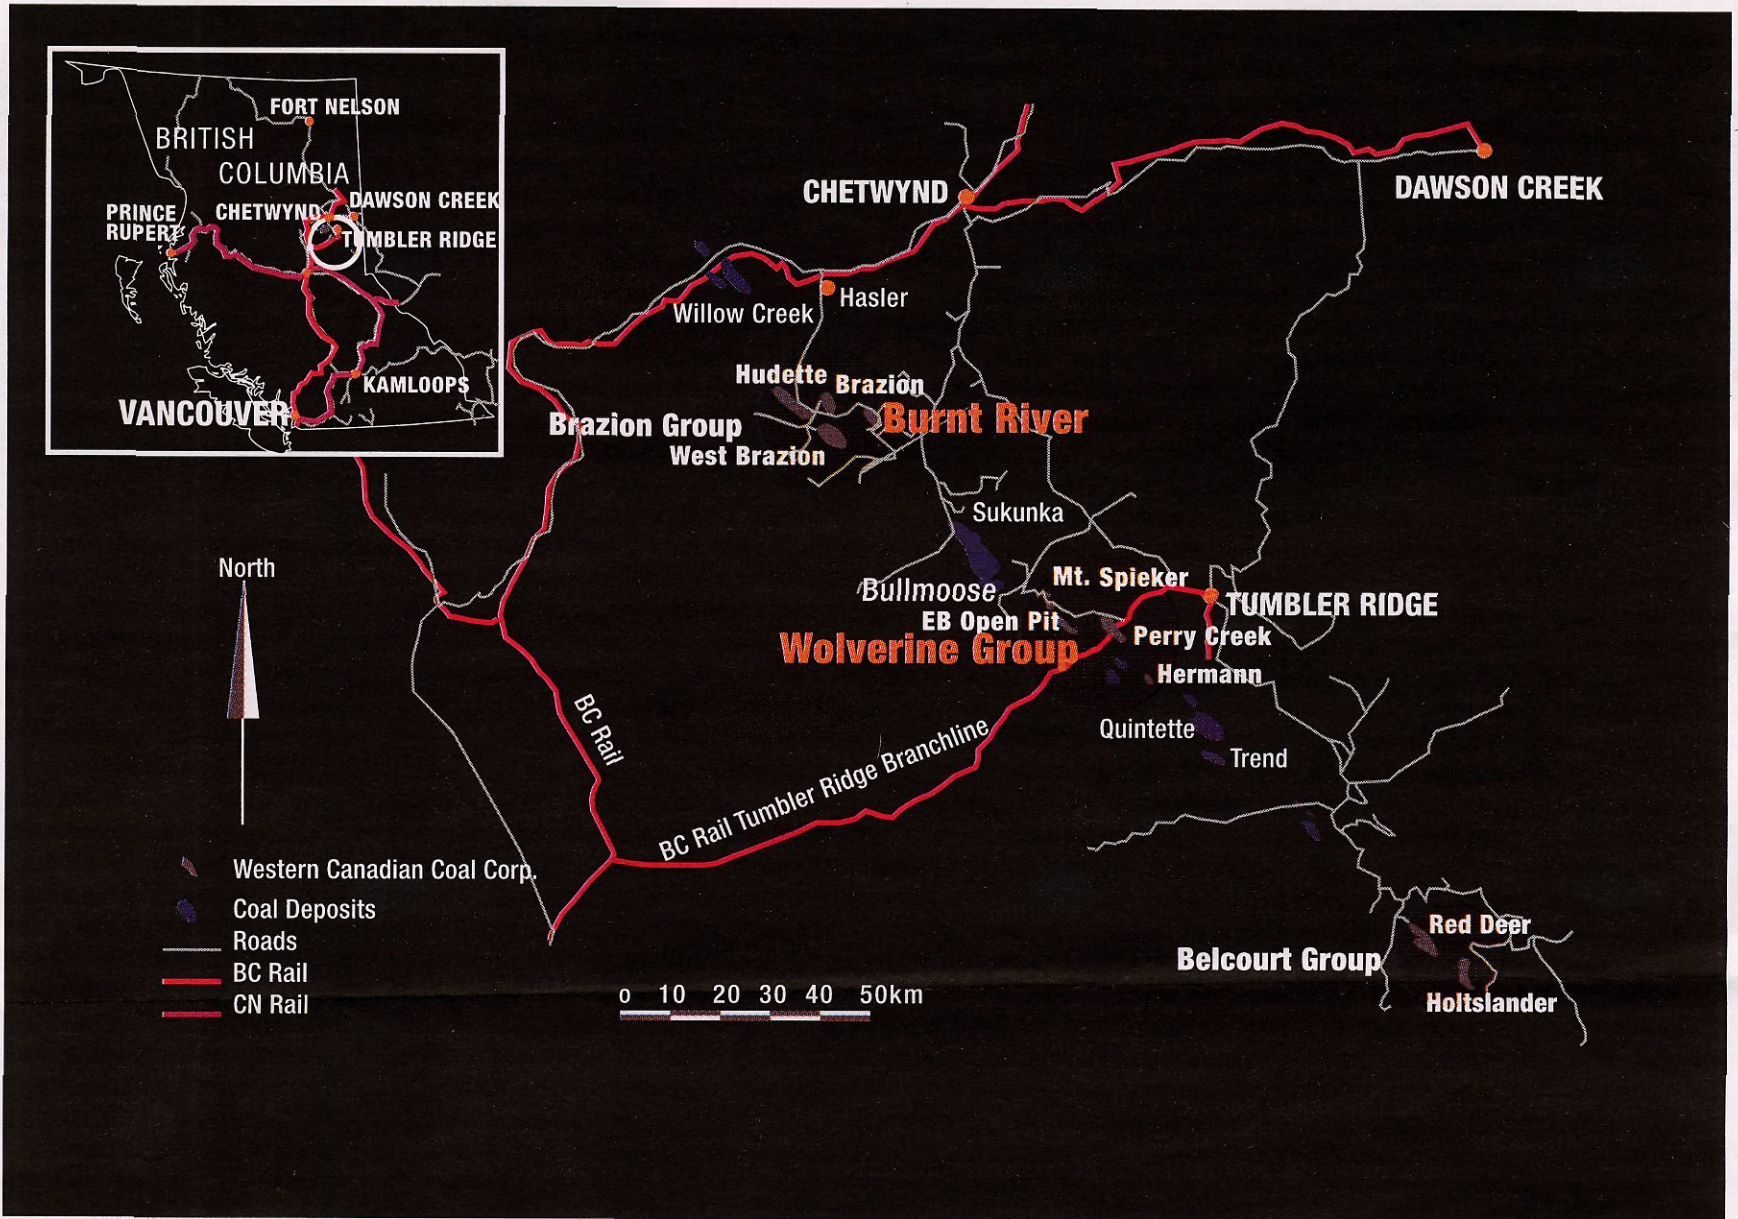 FORT NELSON
BRITISH
COLUMBIA
DAWSON CREEK
PRINCE
RUPERT
CHETWYND
TUMBLER RIDGE
KAMLOOPS
VANCOUVER
CHETWYND
DAWSON CREEK
Willow Creek
Hasler
Hudette
Brazion
Burnt River
Brazion Group
West Brazion
Sukunka
Mt. Spieker
Bullmoose
TUMBLER RIDGE
EB Open Pit
Perry Creek
Wolverine Group
Hermann
Quintette
Trend
BC Rail
BC Rail Tumbler Ridge Branchline
Red Deer
Belcourt Group
Holtslander
North
Western Canadian Coal Corp.
Coal Deposits
Roads
BC Rail
CN Rail
0 10 20 30 40 50km